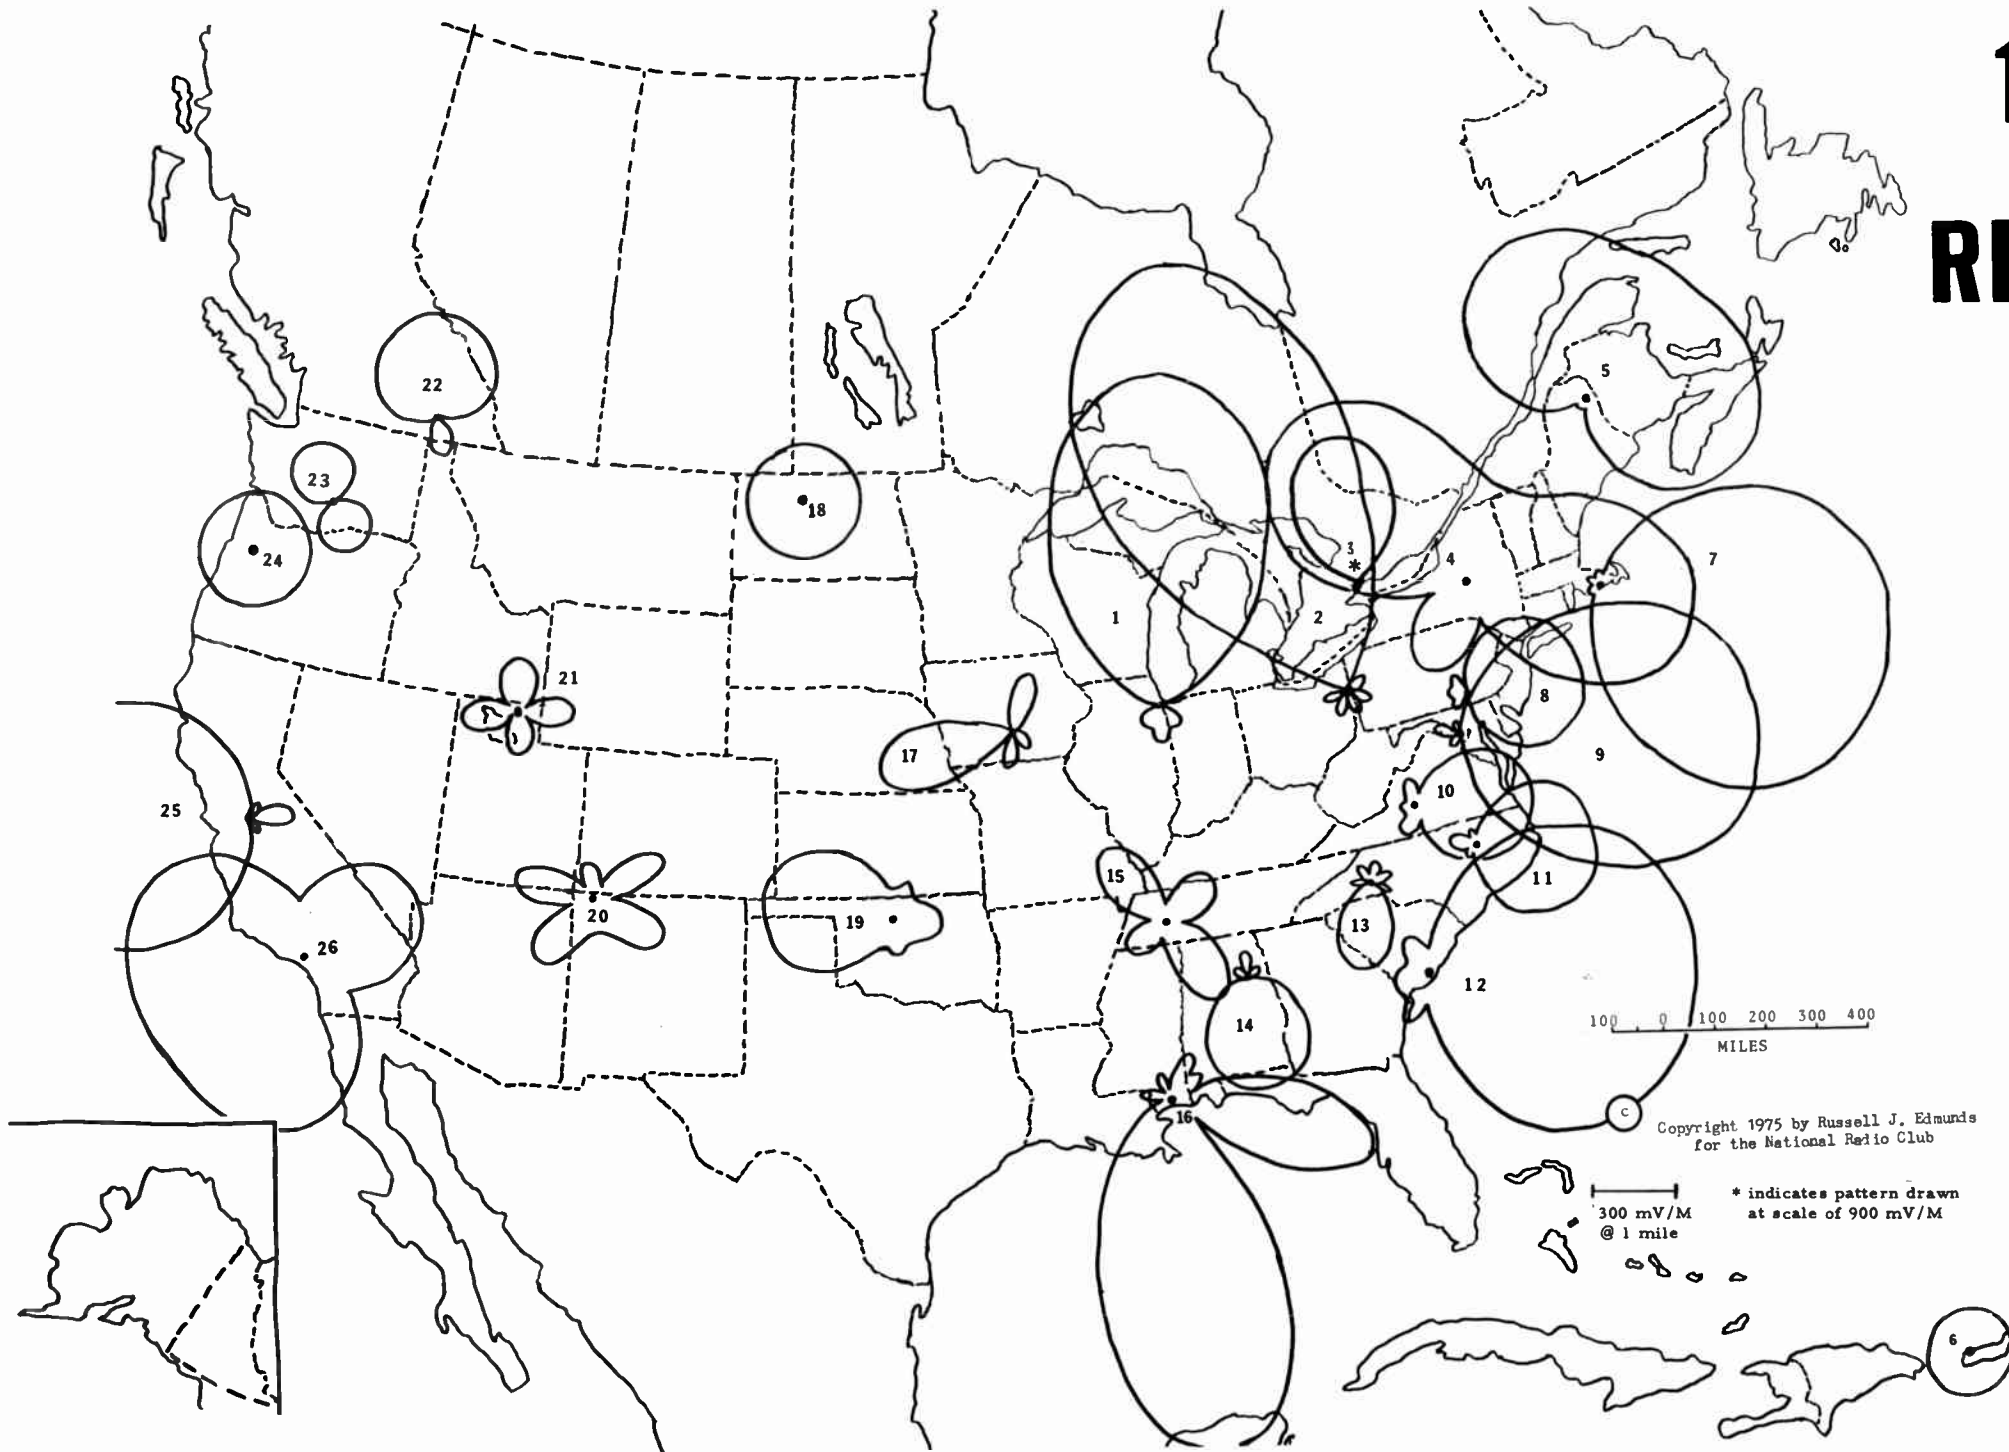 1
RE
5
22
23
18
24
3
4
7
1
2
21
8
17
9
25
10
15
11
20
19
13
26
12
14
100 0 100 200 300 400
MILES
16
c
Copyright 1975 by Russell J. Edmunds
for the National Radio Club
* indicates pattern drawn
at scale of 900 mV/M
300 mV/M
@ 1 mile
*
6